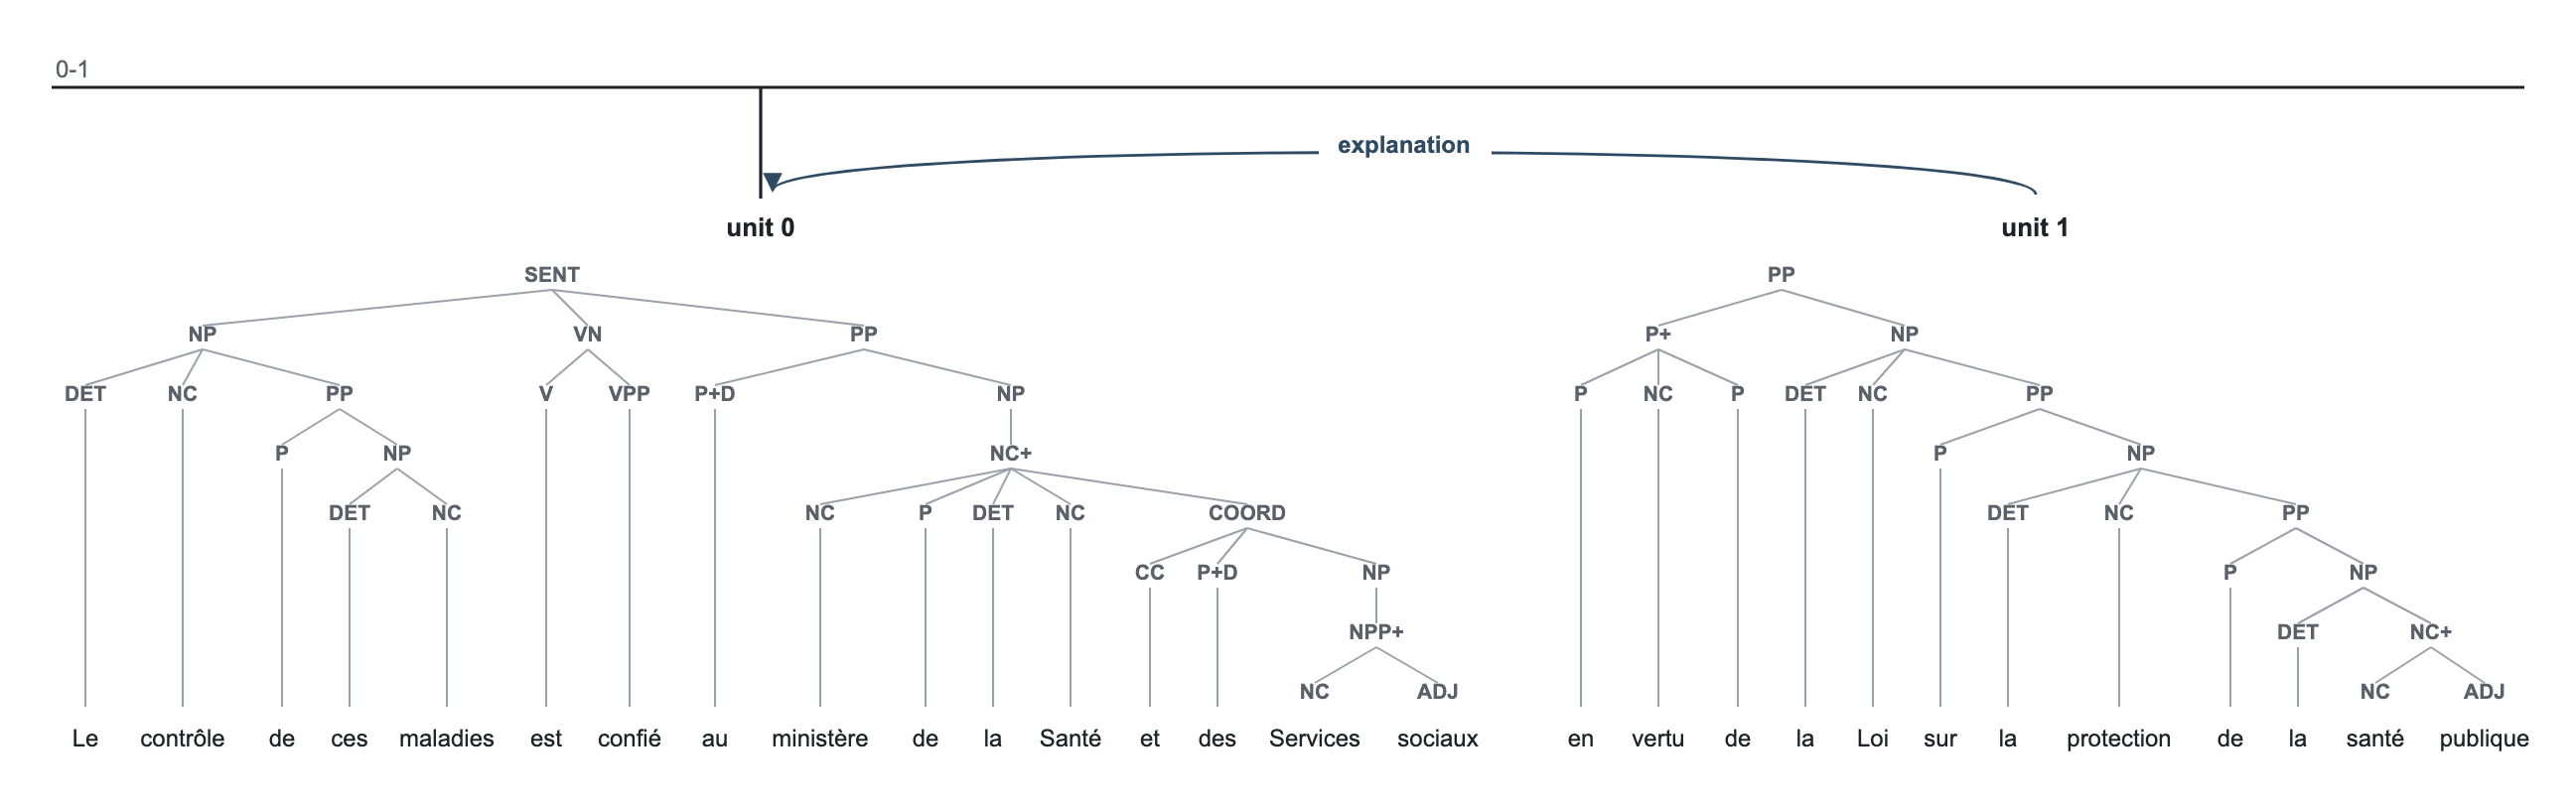 0-1
explanation
unit 0 unit 1
SENT PP
NP VN PP P+ NP
DET NC PP V VPP P+D NP P NC P DET NC PP
P NP NC+ P NP
DET NC NC P DET NC COORD DET NC PP
CC P+D NP P NP
NPP+ DET NC+
NC ADJ NC ADJ
Le contrôle de ces maladies est confié au ministère de la Santé et des Services sociaux en vertu de la Loi sur la protection de la santé publique